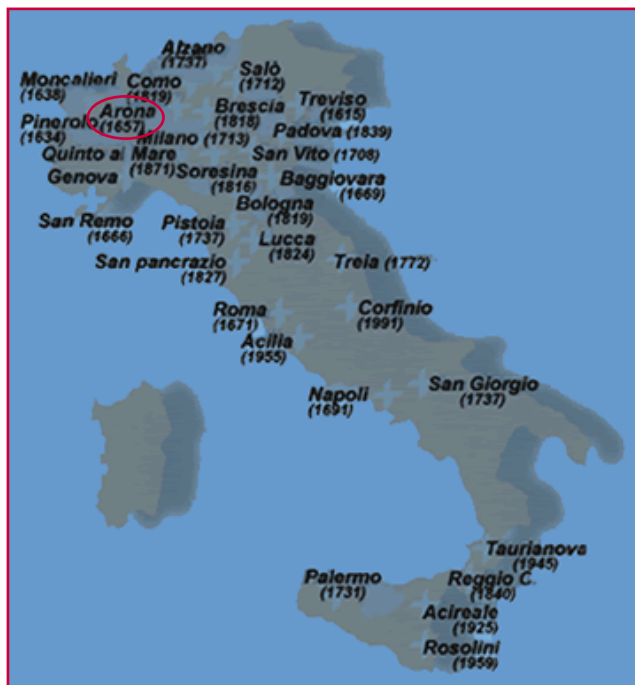 Alzano
(1737)
Salò
(1712)
Moncalieri
(1638)
Como
(1819)
Treviso
(1615)
Brescia
(1818)
Arona
(1657)
Pinerolo
(1634)
Padova (1839)
Milano (1713)
Quinto al Mare
(1871)
San Vito (1708)
Genova
Soresina
(1816)
Baggiovara
(1669)
Bologna
(1819)
San Remo
(1666)
Pistoia
(1737)
Lucca
(1824)
San pancrazio
(1827)
Treia (1772)
Roma
(1671)
Corfinio
(1991)
Acilia
(1955)
Napoli
(1691)
San Giorgio
(1737)
Taurianova
(1945)
Palermo
(1731)
Reggio C.
(1840)
Acireale
(1925)
Rosolini
(1959)